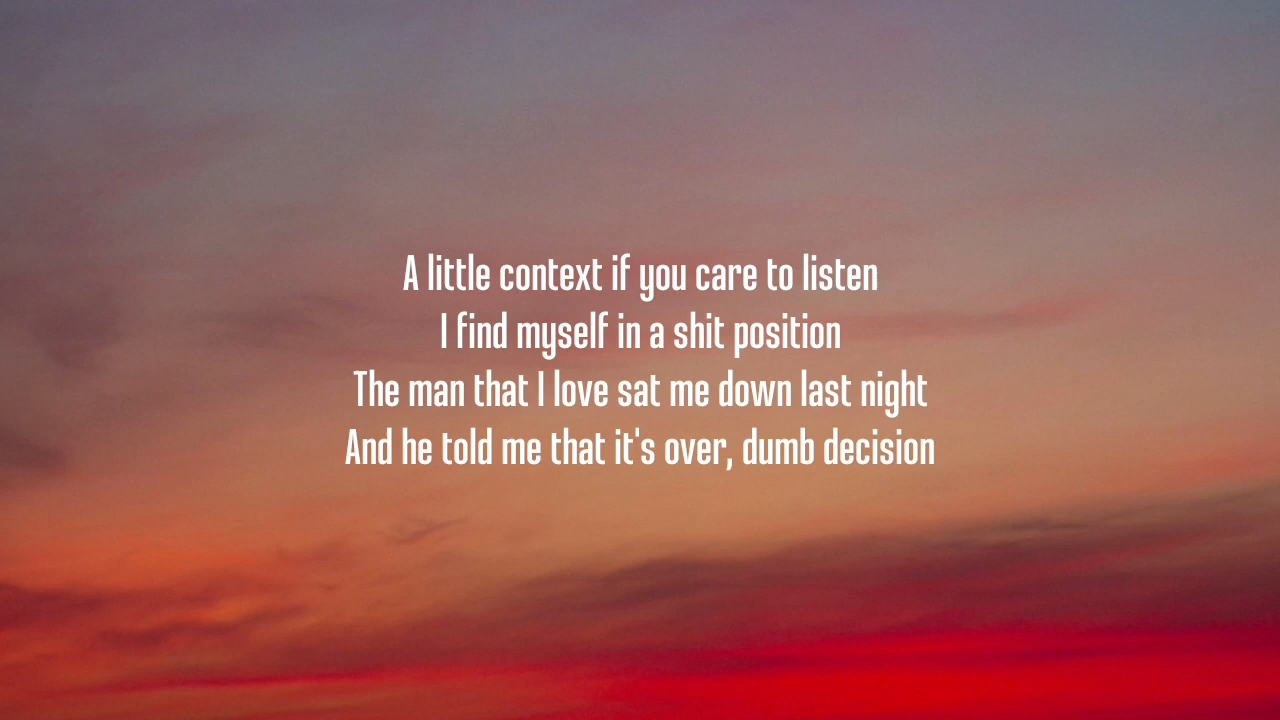 A little context if you care to listen
I find myself in a shit position
The man that I love sat me down last night
And he told me that it's over, dumb decision